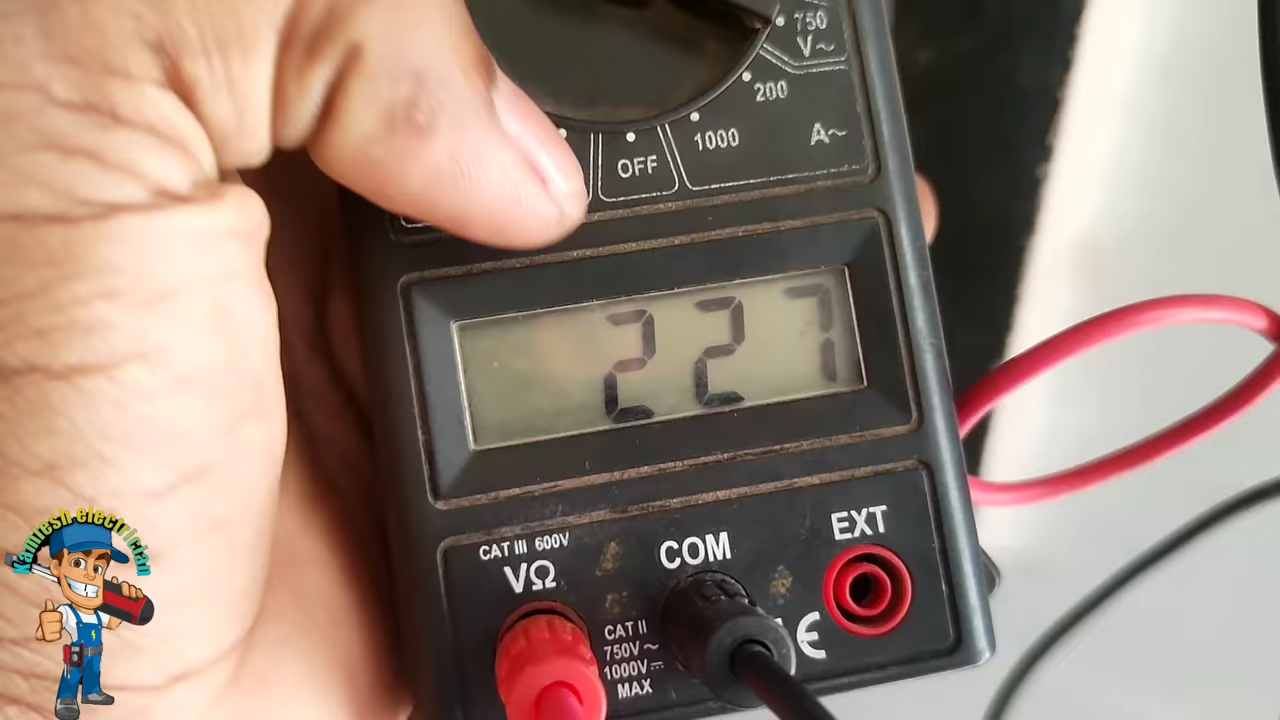 750
V~
200
1000
A~
OFF
227
CAT III 600V
VΩ
COM
EXT
CAT II
750V~
1000V⎓
MAX
CE
Kamlesh electrician